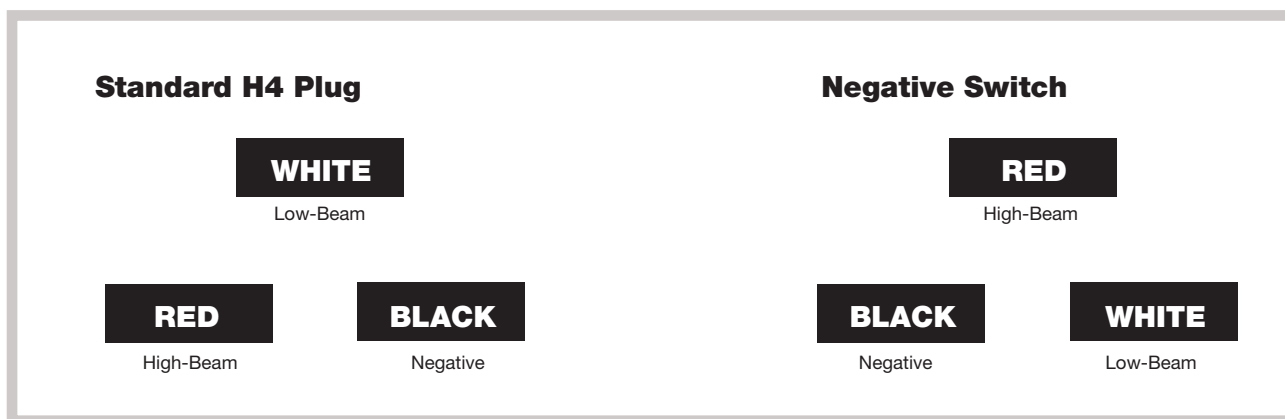 Standard H4 Plug
WHITE
Low-Beam
RED
High-Beam
BLACK
Negative
Negative Switch
RED
High-Beam
BLACK
Negative
WHITE
Low-Beam